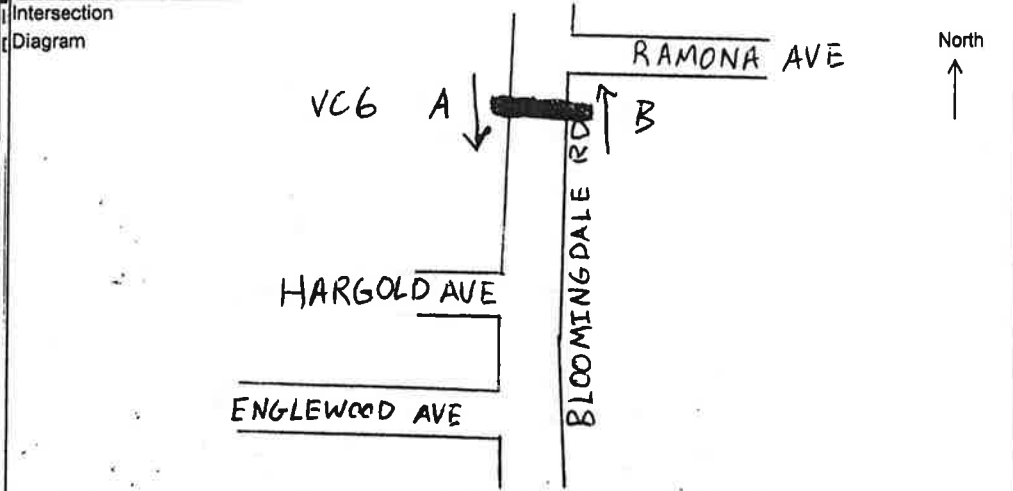 Intersection
Diagram
North
RAMONA AVE
VC6 A
B
BLOOMINGDALE RD
HARGOLD AVE
ENGLEWOOD AVE